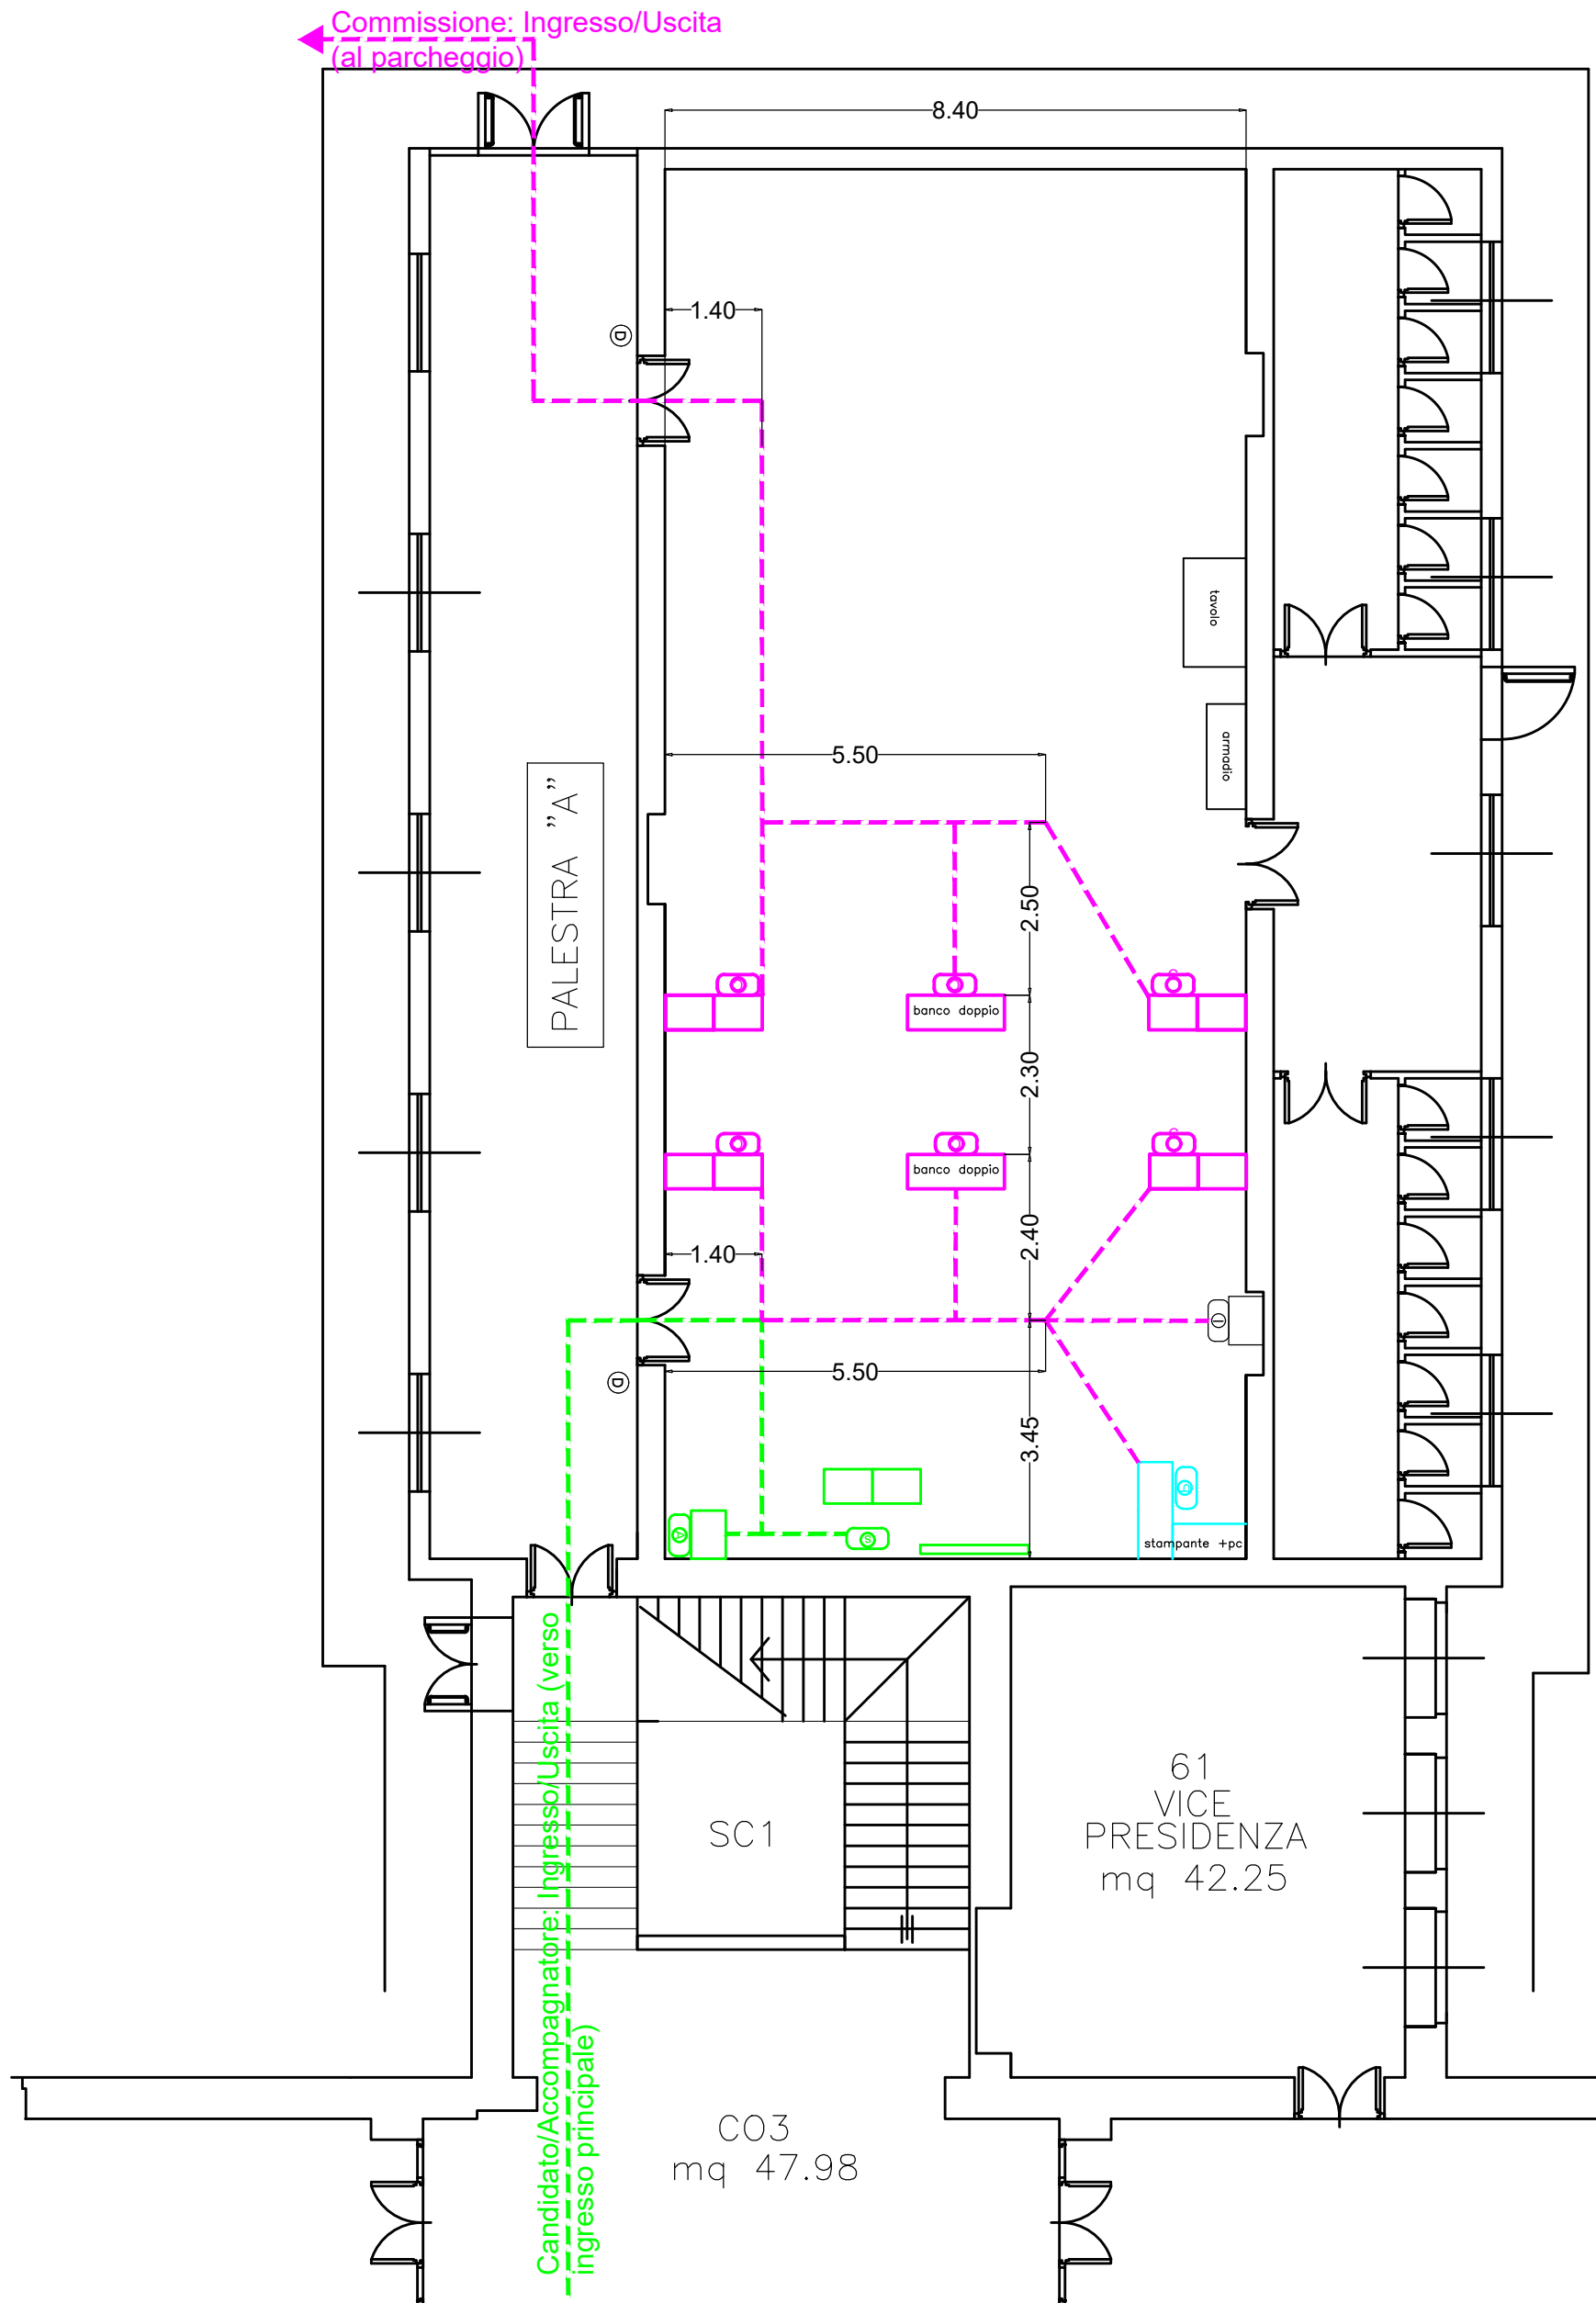 Commissione: Ingresso/Uscita
(al parcheggio)
8.40
1.40
D
tavolo
armadio
5.50
PALESTRA "A"
2.50
banco doppio
2.30
banco doppio
2.40
1.40
I
D
5.50
3.45
A
S
stampante +pc
Candidato/Accompagnatore: Ingresso/Uscita (verso
ingresso principale)
SC1
61
VICE
PRESIDENZA
mq 42.25
CO3
mq 47.98